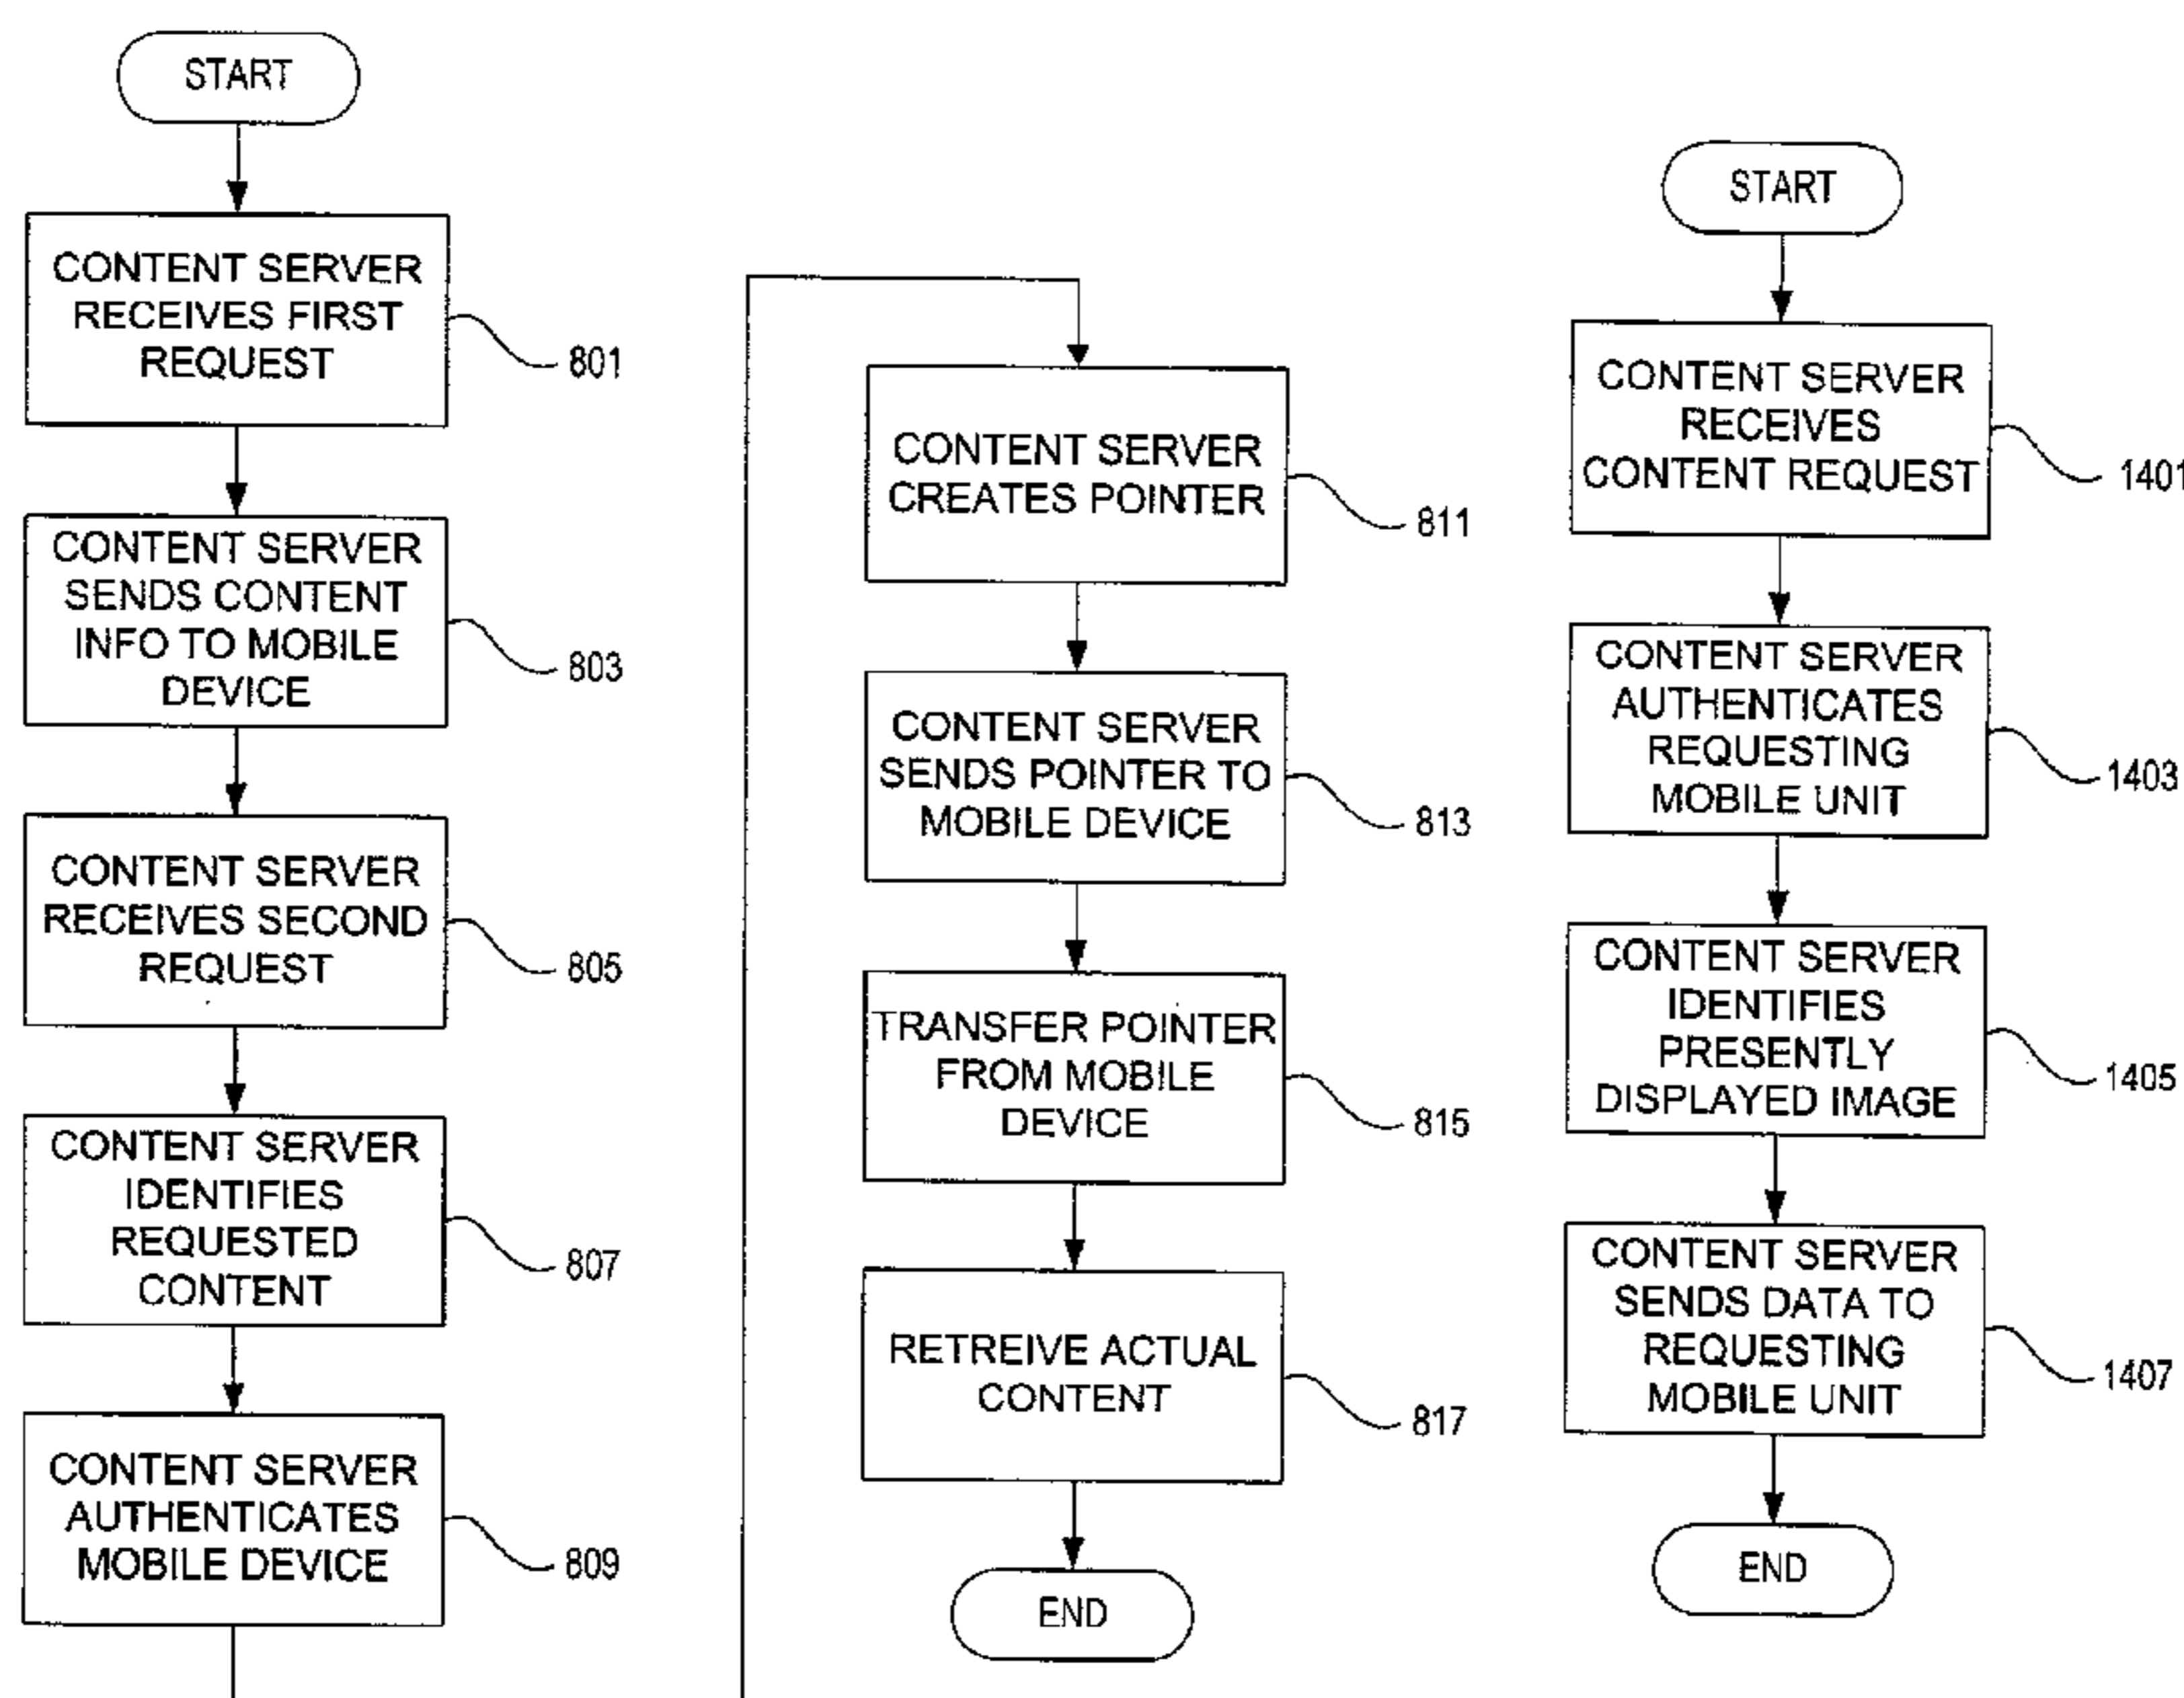 START
CONTENT SERVER
RECEIVES FIRST
REQUEST
801
CONTENT SERVER
SENDS CONTENT
INFO TO MOBILE
DEVICE
803
CONTENT SERVER
RECEIVES SECOND
REQUEST
805
CONTENT SERVER
IDENTIFIES
REQUESTED
CONTENT
807
CONTENT SERVER
AUTHENTICATES
MOBILE DEVICE
809
CONTENT SERVER
CREATES POINTER
811
CONTENT SERVER
SENDS POINTER TO
MOBILE DEVICE
813
TRANSFER POINTER
FROM MOBILE
DEVICE
815
RETREIVE ACTUAL
CONTENT
817
END
START
CONTENT SERVER
RECEIVES
CONTENT REQUEST
1401
CONTENT SERVER
AUTHENTICATES
REQUESTING
MOBILE UNIT
1403
CONTENT SERVER
IDENTIFIES
PRESENTLY
DISPLAYED IMAGE
1405
CONTENT SERVER
SENDS DATA TO
REQUESTING
MOBILE UNIT
1407
END